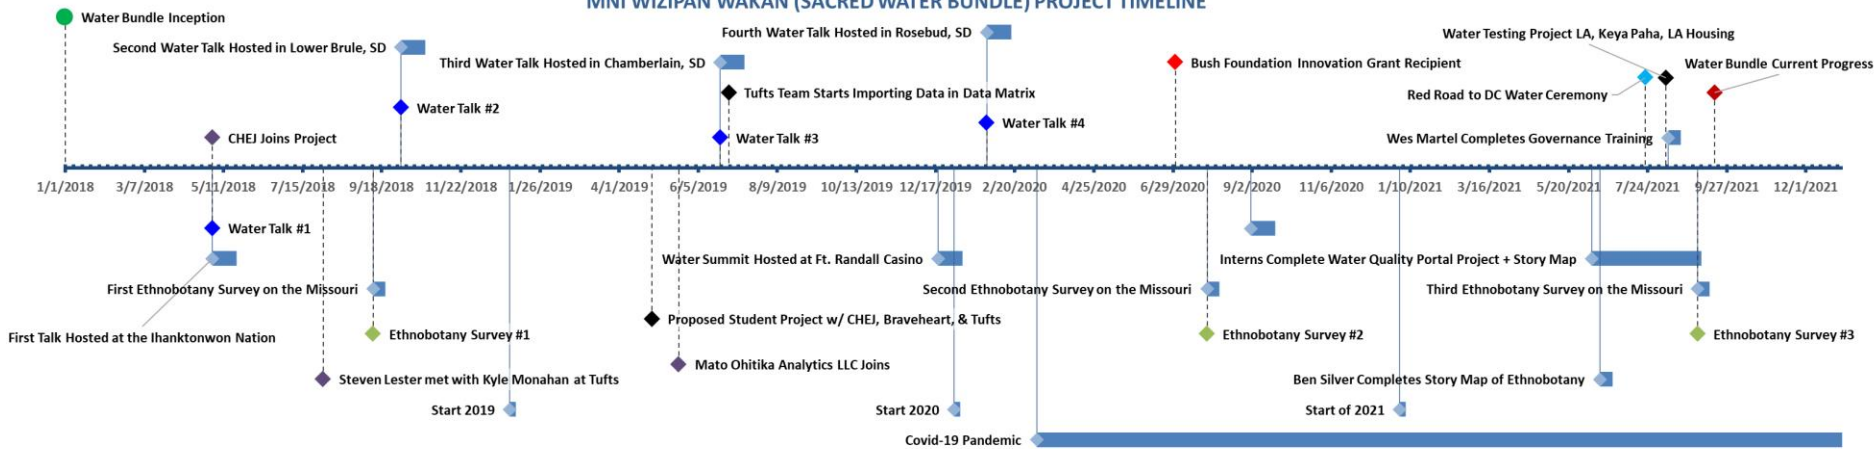 MNI WIZIPAN WAKAN (SACRED WATER BUNDLE) PROJECT TIMELINE
Water Bundle Inception
Second Water Talk Hosted in Lower Brule, SD
Third Water Talk Hosted in Chamberlain, SD
Fourth Water Talk Hosted in Rosebud, SD
Bush Foundation Innovation Grant Recipient
Water Testing Project LA, Keya Paha, LA Housing
Water Bundle Current Progress
Tufts Team Starts Importing Data in Data Matrix
Red Road to DC Water Ceremony
Water Talk #2
Water Talk #4
CHEJ Joins Project
Water Talk #3
Wes Martel Completes Governance Training
1/1/2018 3/7/2018 5/11/2018 7/15/2018 9/18/2018 11/22/2018 1/26/2019 4/1/2019 6/5/2019 8/9/2019 10/13/2019 12/17/2019 2/20/2020 4/25/2020 6/29/2020 9/2/2020 11/6/2020 1/10/2021 3/16/2021 5/20/2021 7/24/2021 9/27/2021 12/1/2021
Water Talk #1
Water Summit Hosted at Ft. Randall Casino
Interns Complete Water Quality Portal Project + Story Map
First Ethnobotany Survey on the Missouri
Second Ethnobotany Survey on the Missouri
Third Ethnobotany Survey on the Missouri
Proposed Student Project w/ CHEJ, Braveheart, & Tufts
First Talk Hosted at the Ihanktonwon Nation
Ethnobotany Survey #1
Ethnobotany Survey #2
Ethnobotany Survey #3
Mato Ohitika Analytics LLC Joins
Steven Lester met with Kyle Monahan at Tufts
Ben Silver Completes Story Map of Ethnobotany
Start 2019
Start 2020
Start of 2021
Covid-19 Pandemic